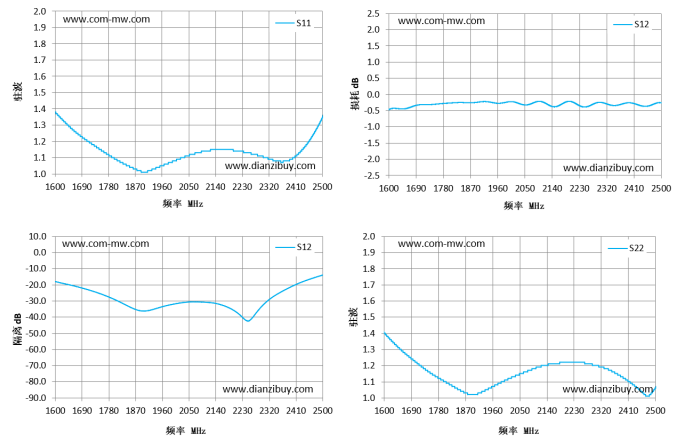 2.0
www.com-mw.com
S11
1.9
1.8
1.7
1.6
1.5
1.4
1.3
1.2
1.1
1.0
驻波
www.dianzibuy.com
1600 1690 1780 1870 1960 2050 2140 2230 2320 2410 2500
频率 MHz
2.5
www.com-mw.com
S12
2.0
1.5
1.0
0.5
0.0
-0.5
-1.0
-1.5
-2.0
-2.5
损耗 dB
www.dianzibuy.com
1600 1690 1780 1870 1960 2050 2140 2230 2320 2410 2500
频率 MHz
10.0
www.com-mw.com
S12
0.0
-10.0
-20.0
-30.0
-40.0
-50.0
-60.0
-70.0
-80.0
-90.0
隔离 dB
www.dianzibuy.com
1600 1690 1780 1870 1960 2050 2140 2230 2320 2410 2500
频率 MHz
2.0
www.com-mw.com
S22
1.9
1.8
1.7
1.6
1.5
1.4
1.3
1.2
1.1
1.0
驻波
www.dianzibuy.com
1600 1690 1780 1870 1960 2050 2140 2230 2320 2410 2500
频率 MHz